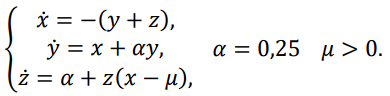 ẋ = −(y + z),
ẏ = x + αy,    α = 0,25    μ > 0.
ż = α + z(x − μ),